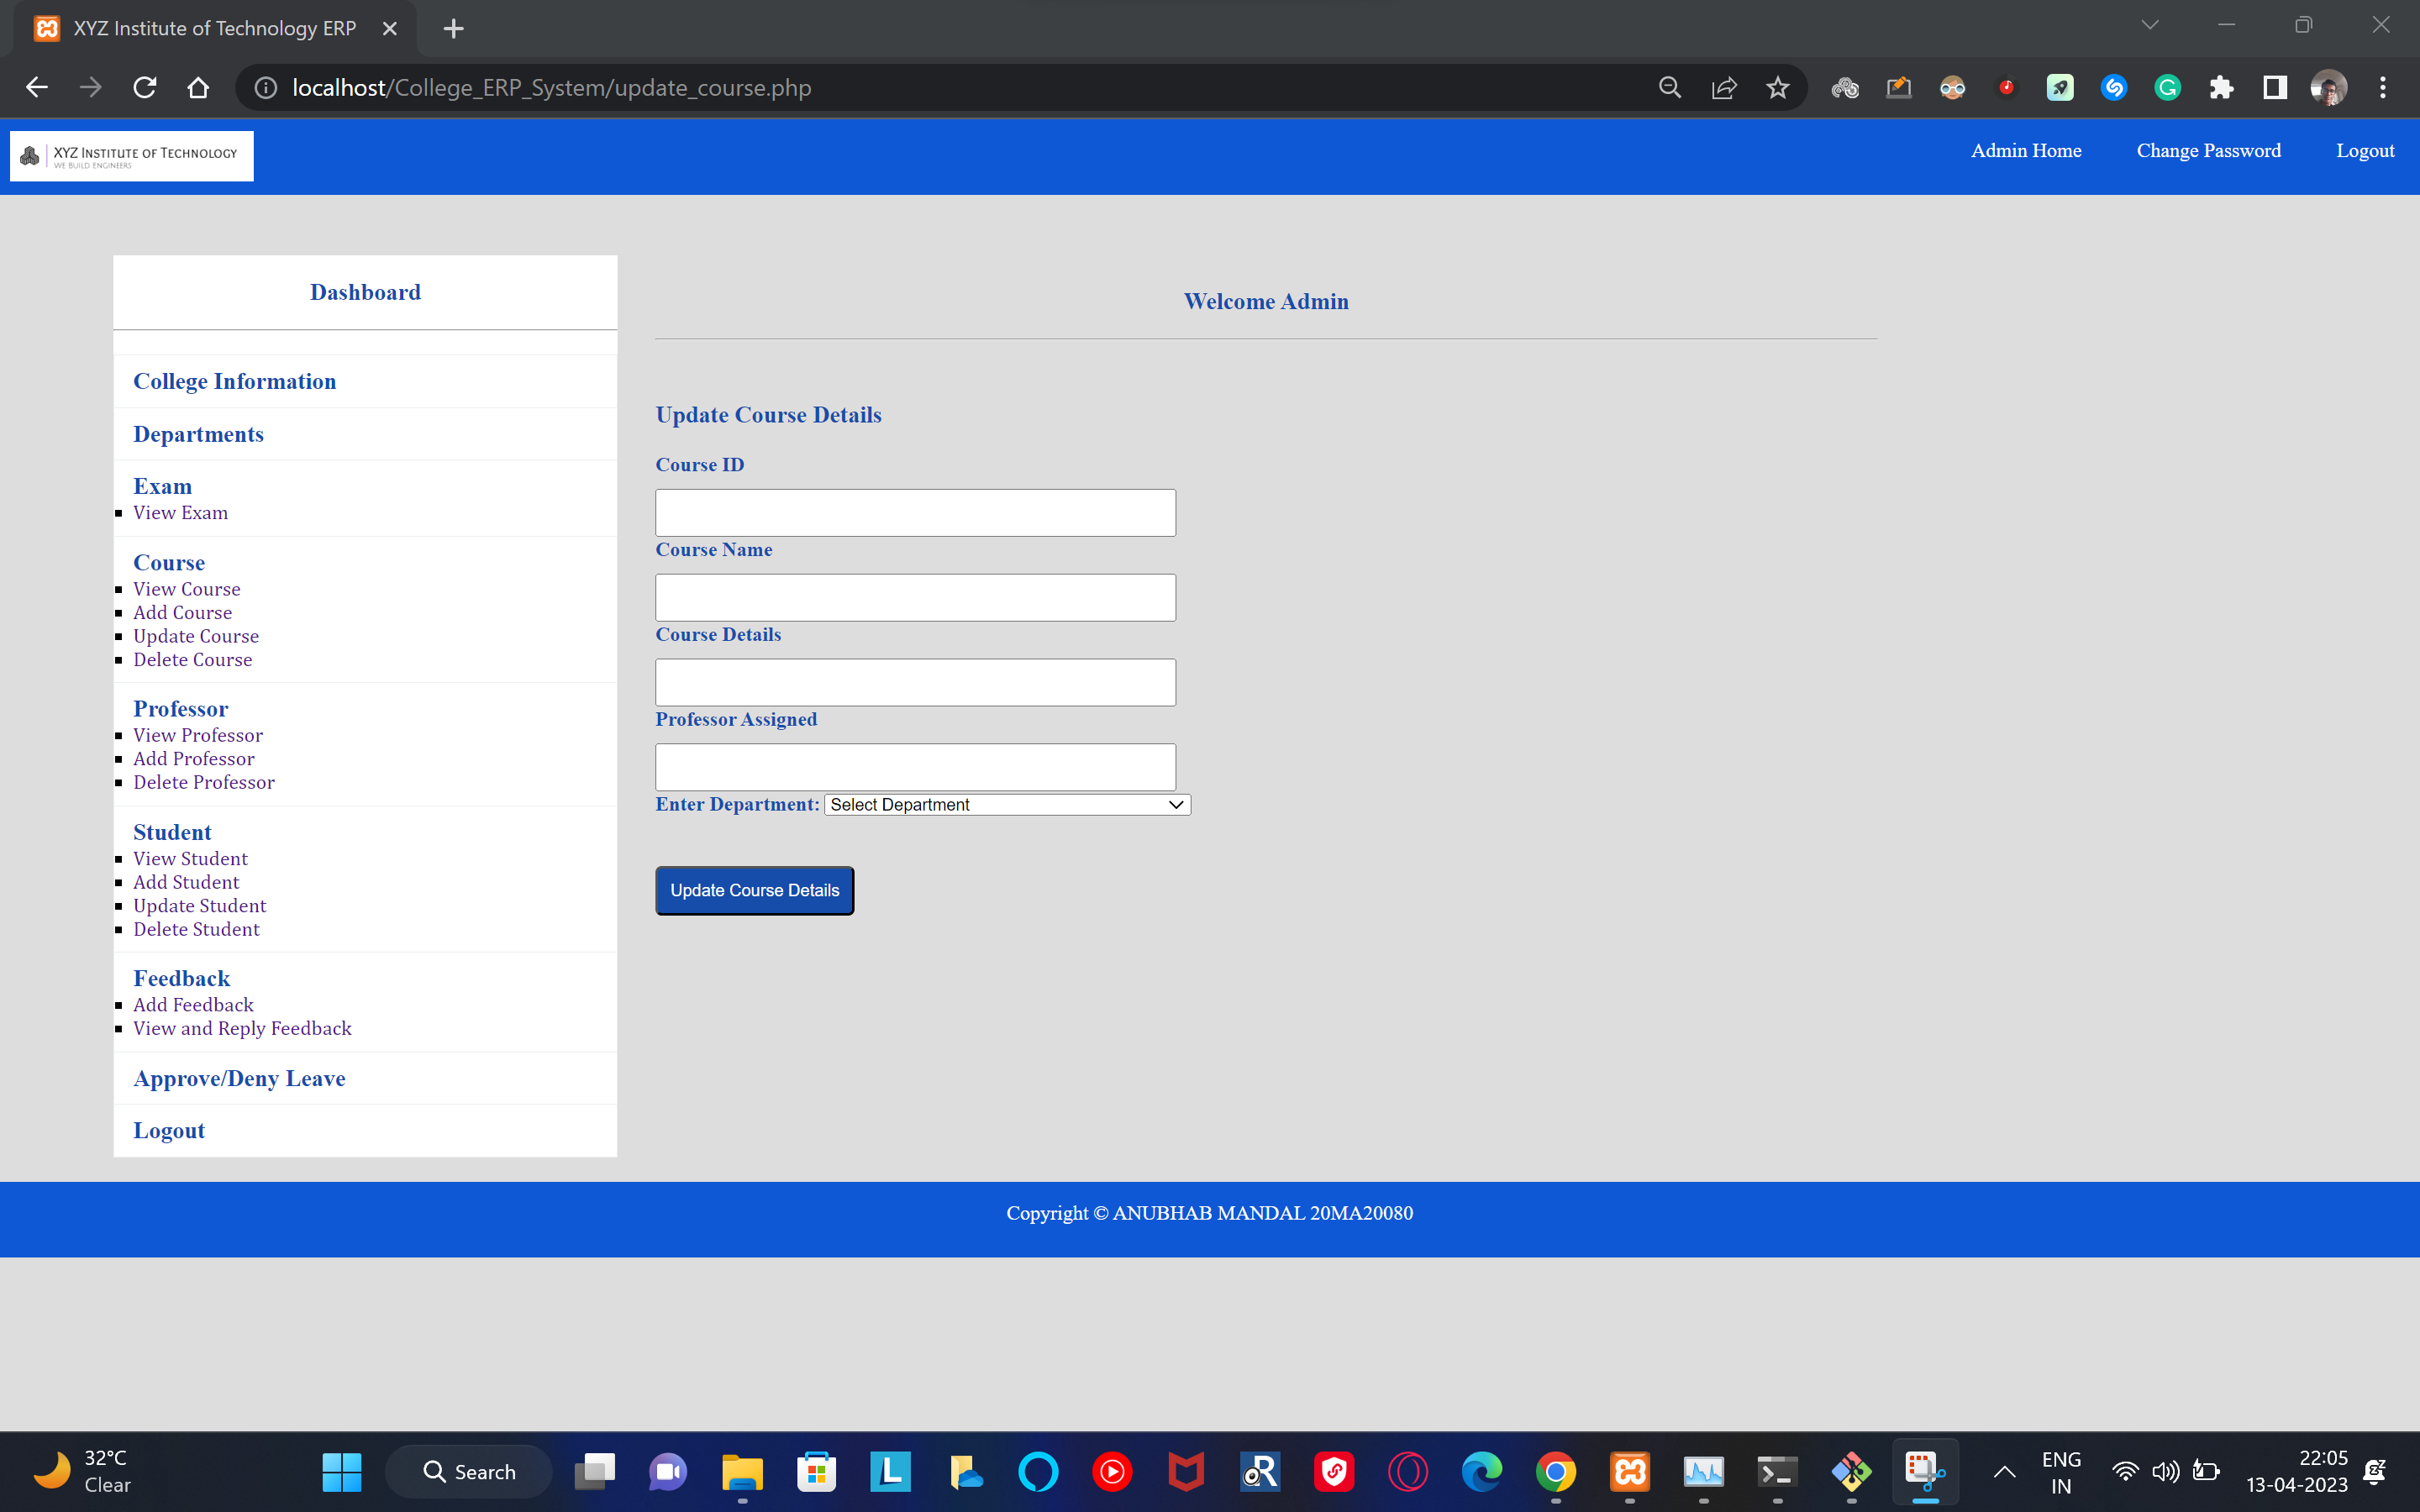 XYZ Institute of Technology ERP
localhost/College_ERP_System/update_course.php
XYZ INSTITUTE OF TECHNOLOGY
WE BUILD ENGINEERS
Admin Home
Change Password
Logout
Dashboard
College Information
Departments
Exam
View Exam
Course
View Course
Add Course
Update Course
Delete Course
Professor
View Professor
Add Professor
Delete Professor
Student
View Student
Add Student
Update Student
Delete Student
Feedback
Add Feedback
View and Reply Feedback
Approve/Deny Leave
Logout
Welcome Admin
Update Course Details
Course ID
Course Name
Course Details
Professor Assigned
Enter Department: Select Department
Update Course Details
Copyright © ANUBHAB MANDAL 20MA20080
32°C
Clear
Search
ENG
IN
22:05
13-04-2023